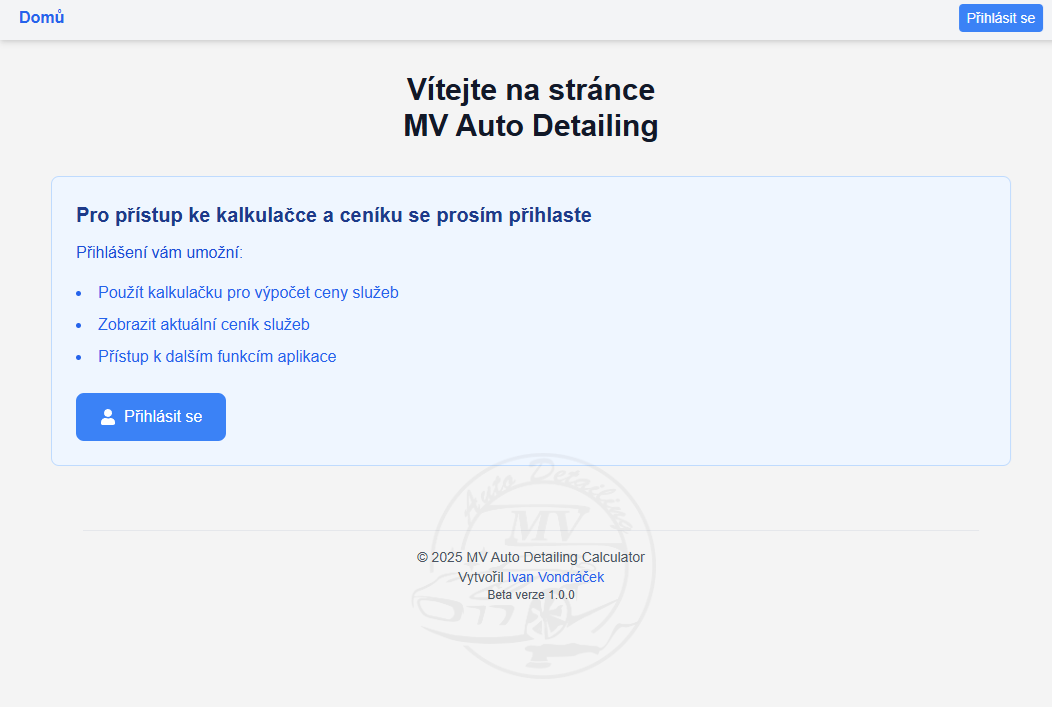 Domů
Přihlásit se
Vítejte na stránce
MV Auto Detailing
Pro přístup ke kalkulačce a ceníku se prosím přihlaste
Přihlášení vám umožní:
Použít kalkulačku pro výpočet ceny služeb
Zobrazit aktuální ceník služeb
Přístup k dalším funkcím aplikace
Přihlásit se
Auto Detailing
MV
© 2025 MV Auto Detailing Calculator
Vytvořil Ivan Vondráček
Beta verze 1.0.0